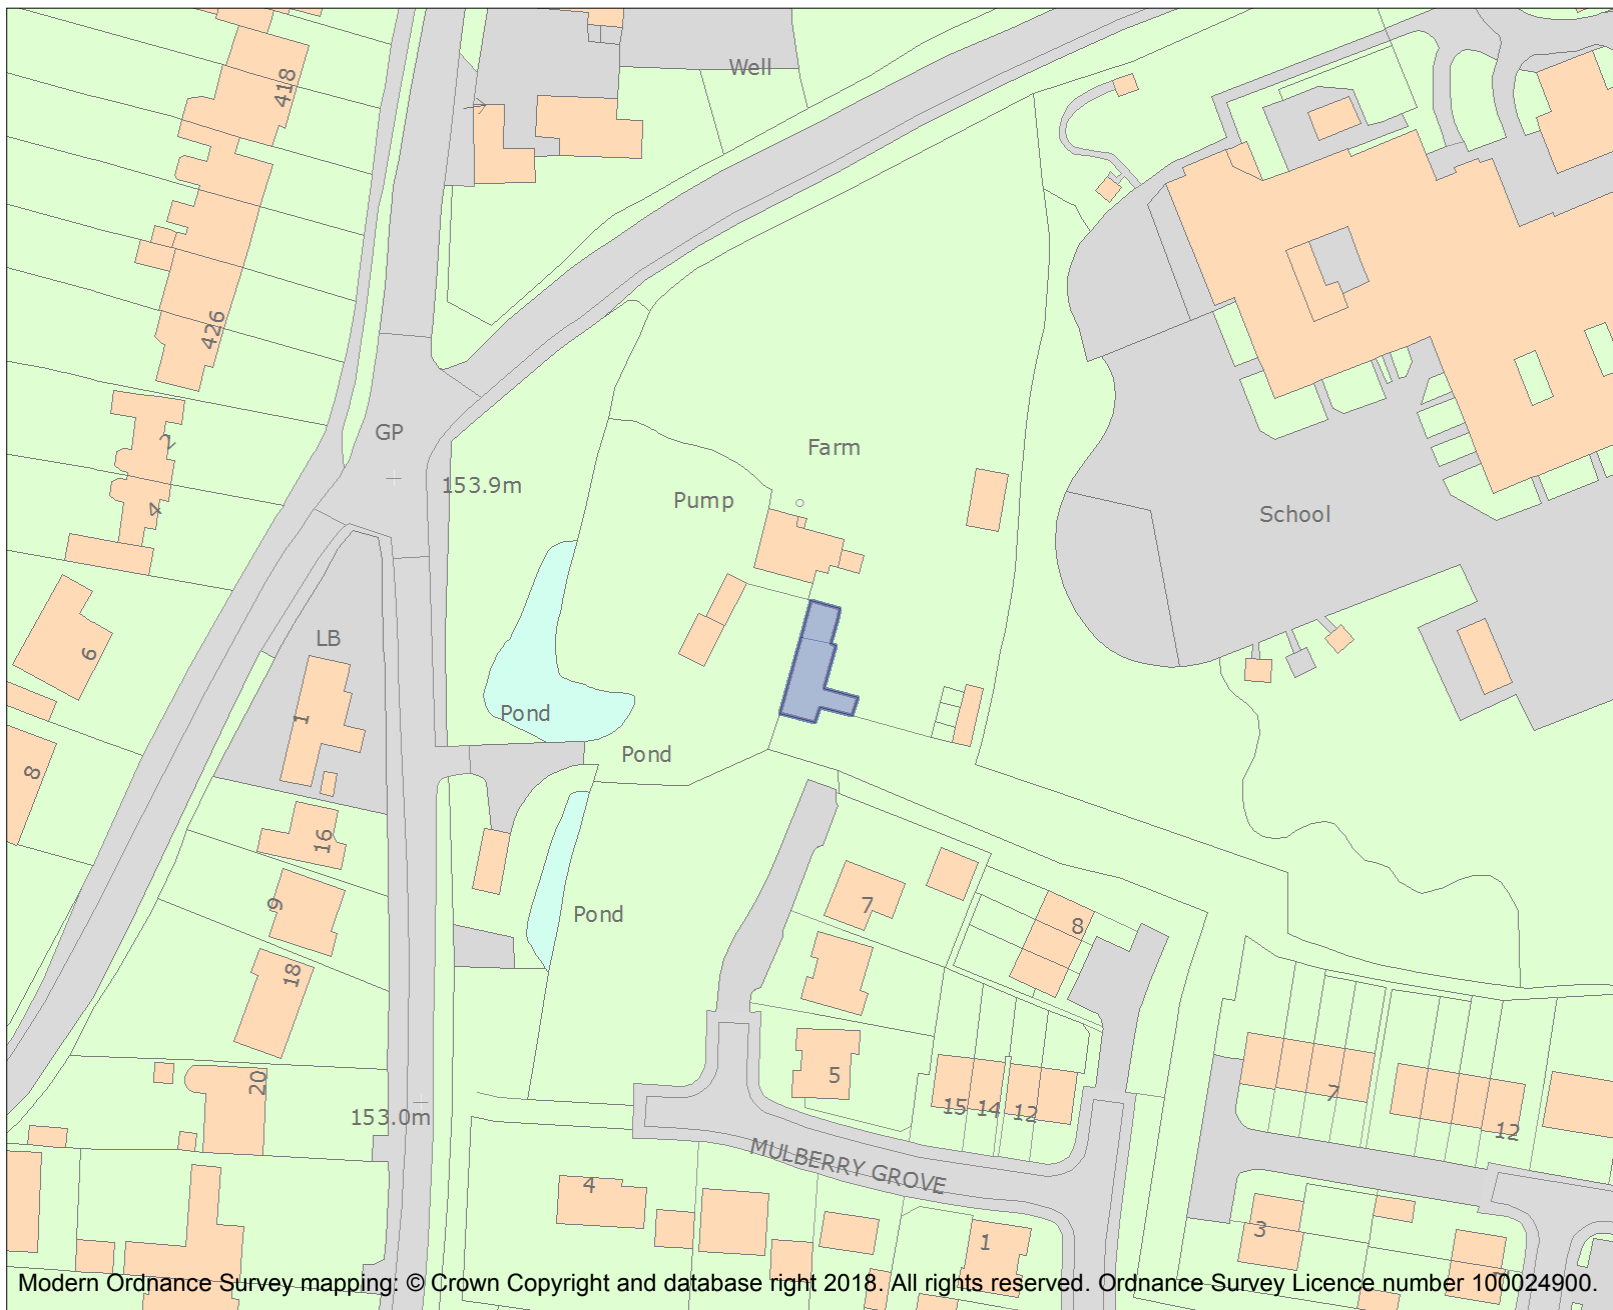 Well
418
426
GP
2
Farm
153.9m
Pump
4
School
LB
6
Pond
1
Pond
8
16
7
9
Pond
8
18
5
20
15 14 12
7
153.0m
12
MULBERRY GROVE
4
3
1
Modern Ordnance Survey mapping: © Crown Copyright and database right 2018. All rights reserved. Ordnance Survey Licence number 100024900.